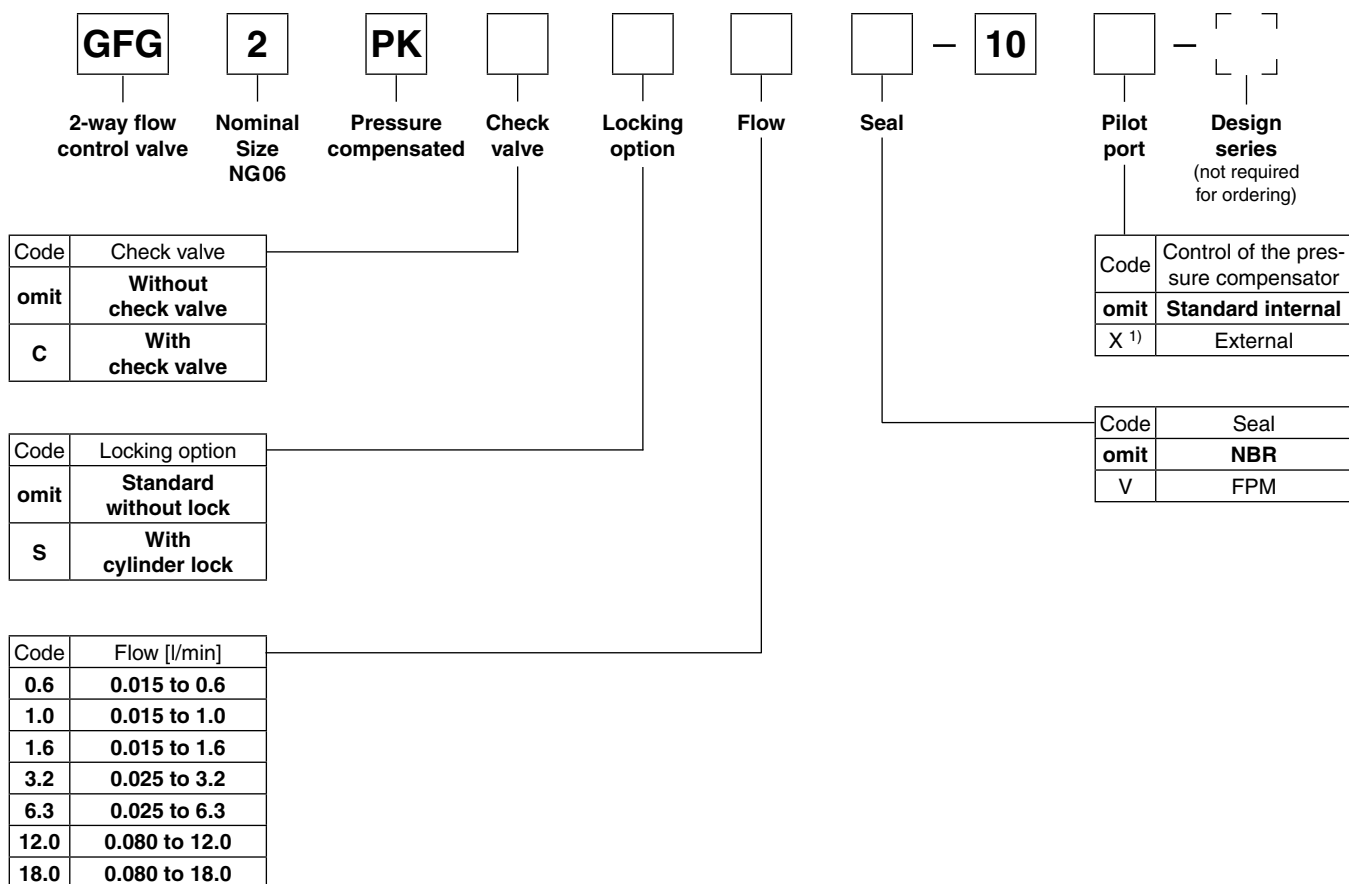 GFG 2 PK – 10 –
2-way flow
control valve
Nominal
Size
NG06
Pressure
compensated
Check
valve
Locking
option
Flow
Seal
Pilot
port
Design
series
(not required
for ordering)
Code Check valve
omit Without
check valve
C With
check valve
Code Control of the pres-
sure compensator
omit Standard internal
X 1) External
Code Locking option
omit Standard
without lock
S With
cylinder lock
Code Seal
omit NBR
V FPM
Code Flow [l/min]
0.6 0.015 to 0.6
1.0 0.015 to 1.0
1.6 0.015 to 1.6
3.2 0.025 to 3.2
6.3 0.025 to 6.3
12.0 0.080 to 12.0
18.0 0.080 to 18.0